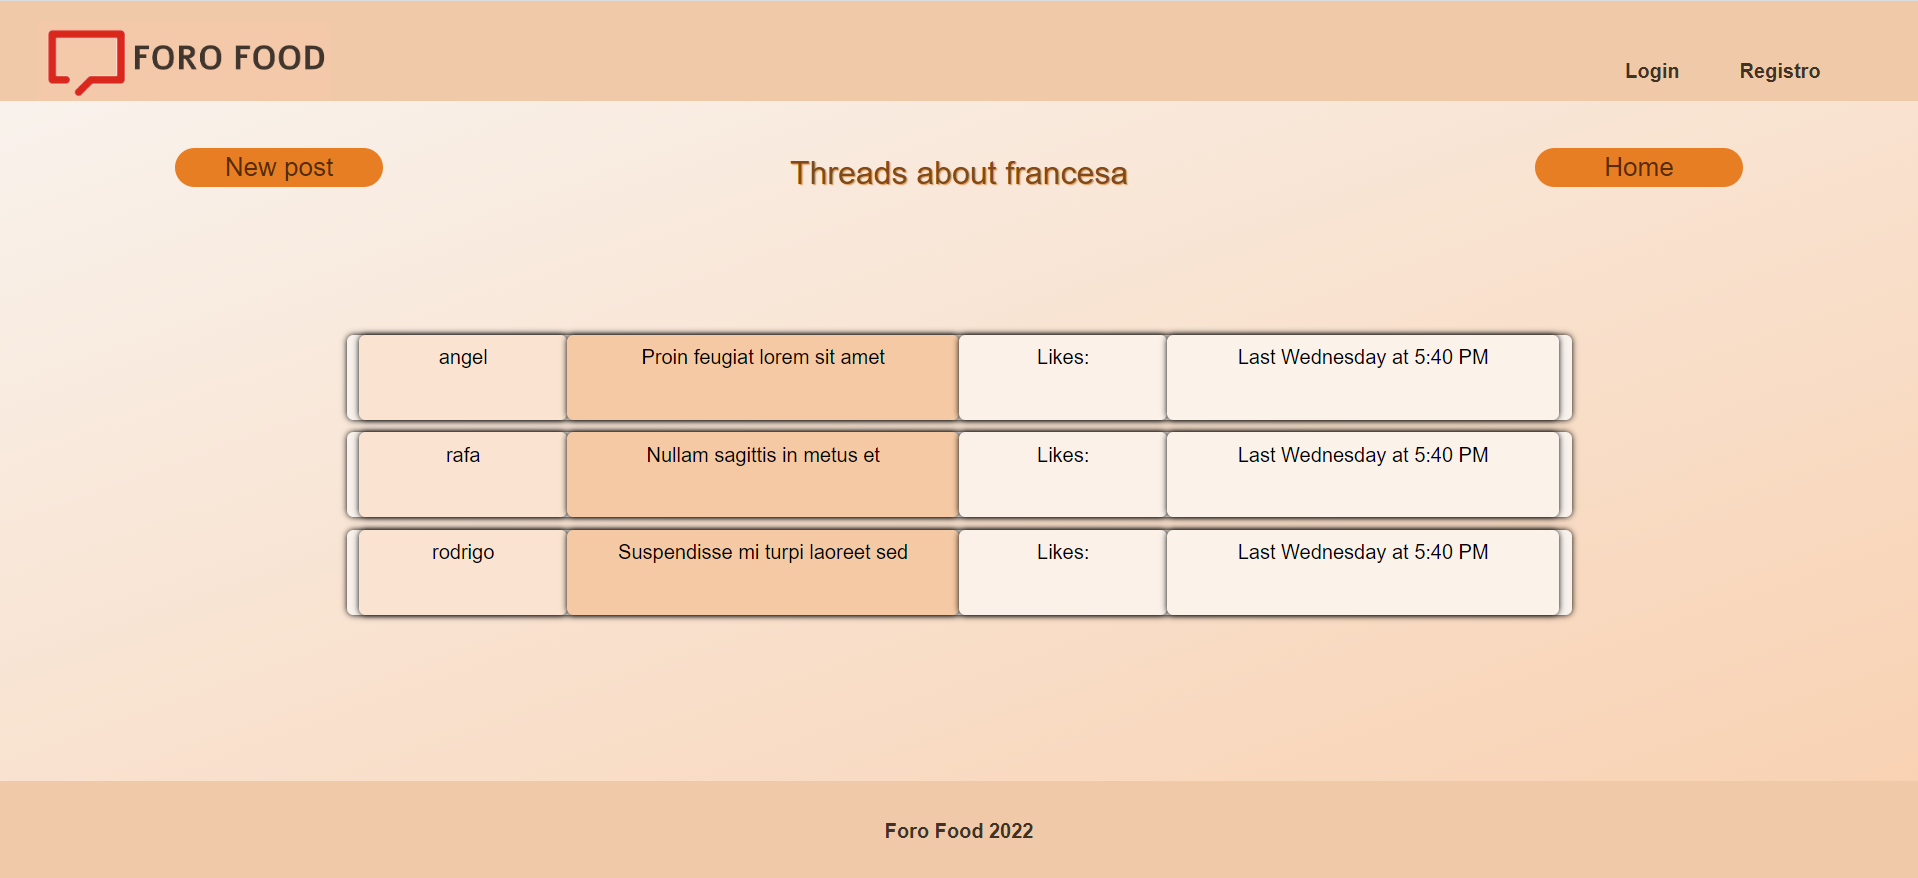 FORO FOOD
Login Registro
New post Threads about francesa Home
angel Proin feugiat lorem sit amet Likes: Last Wednesday at 5:40 PM
rafa Nullam sagittis in metus et Likes: Last Wednesday at 5:40 PM
rodrigo Suspendisse mi turpi laoreet sed Likes: Last Wednesday at 5:40 PM
Foro Food 2022